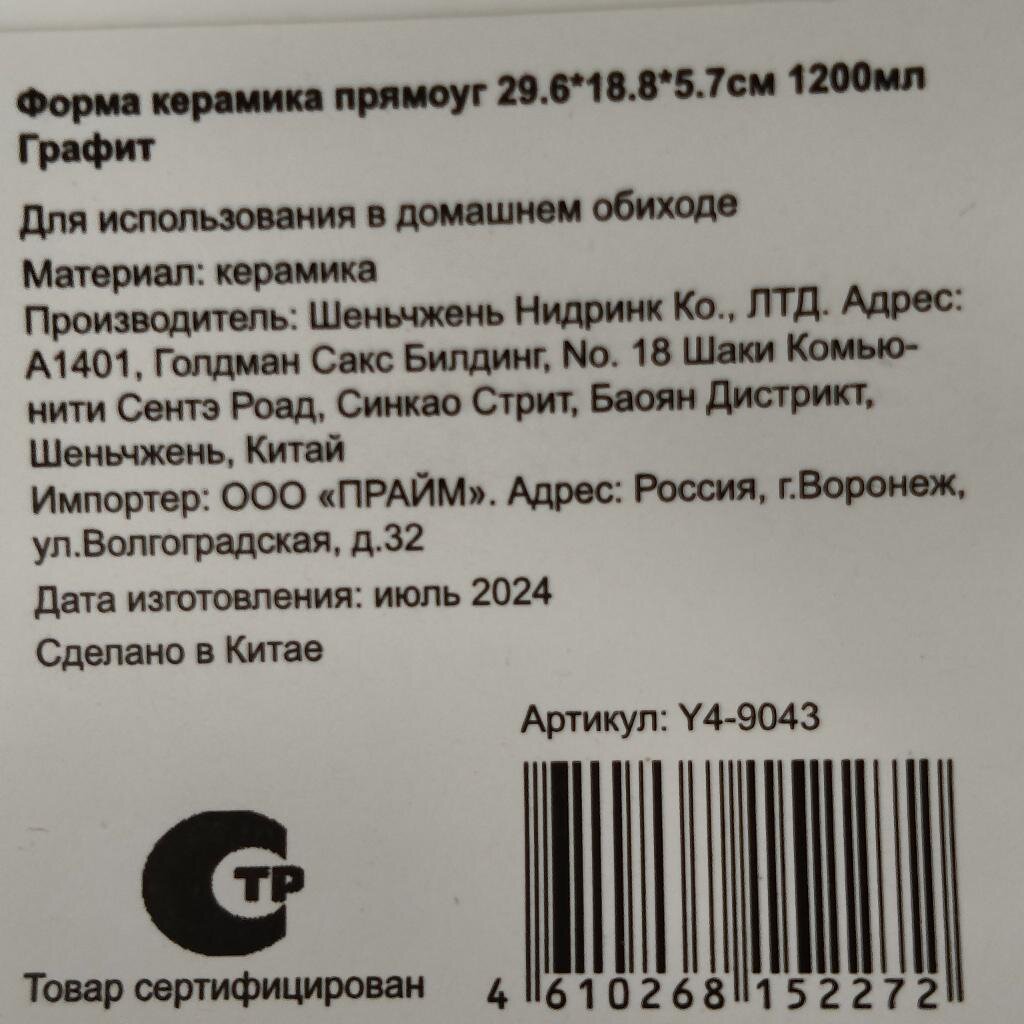 Форма керамика прямоуг 29.6*18.8*5.7см 1200мл
Графит
Для использования в домашнем обиходе
Материал: керамика
Производитель: Шеньчжень Нидринк Ко., ЛТД. Адрес:
А1401, Голдман Сакс Билдинг, No. 18 Шаки Комью-
нити Сентэ Роад, Синкао Стрит, Баоян Дистрикт,
Шеньчжень, Китай
Импортер: ООО «ПРАЙМ». Адрес: Россия, г.Воронеж,
ул.Волгоградская, д.32
Дата изготовления: июль 2024
Сделано в Китае
Артикул: Y4-9043
ТР
Товар сертифицирован
4 610268 152272